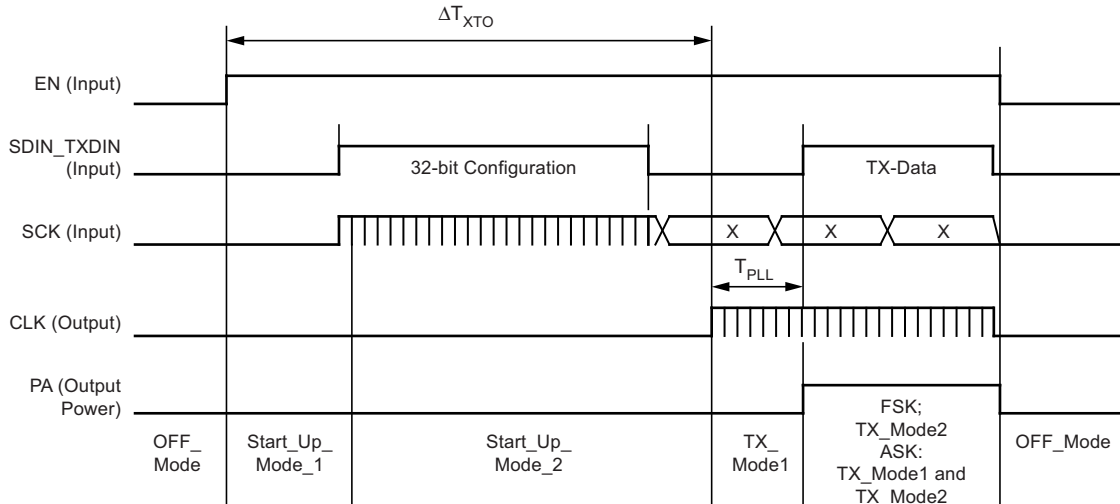 ΔT_XTO
EN (Input)
SDIN_TXDIN
(Input)
32-bit Configuration
TX-Data
SCK (Input)
X
X
X
T_PLL
CLK (Output)
PA (Output
Power)
OFF_
Mode
Start_Up_
Mode_1
Start_Up_
Mode_2
TX_
Mode1
FSK;
TX_Mode2
ASK:
TX_Mode1 and
TX_Mode2
OFF_Mode